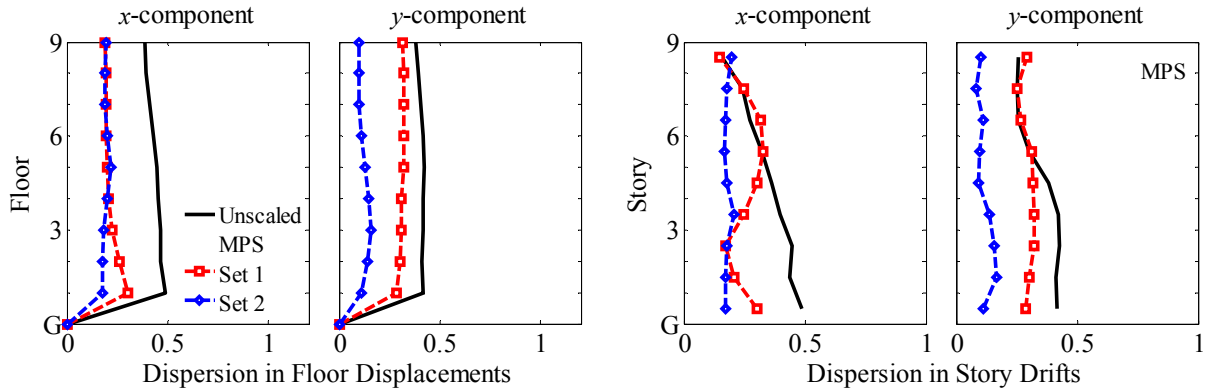 x-component
y-component
x-component
y-component
Floor
9
6
3
G
Unscaled
MPS
Set 1
Set 2
0
0.5
1
0
0.5
1
Dispersion in Floor Displacements
Story
9
6
3
G
MPS
0
0.5
1
0
0.5
1
Dispersion in Story Drifts